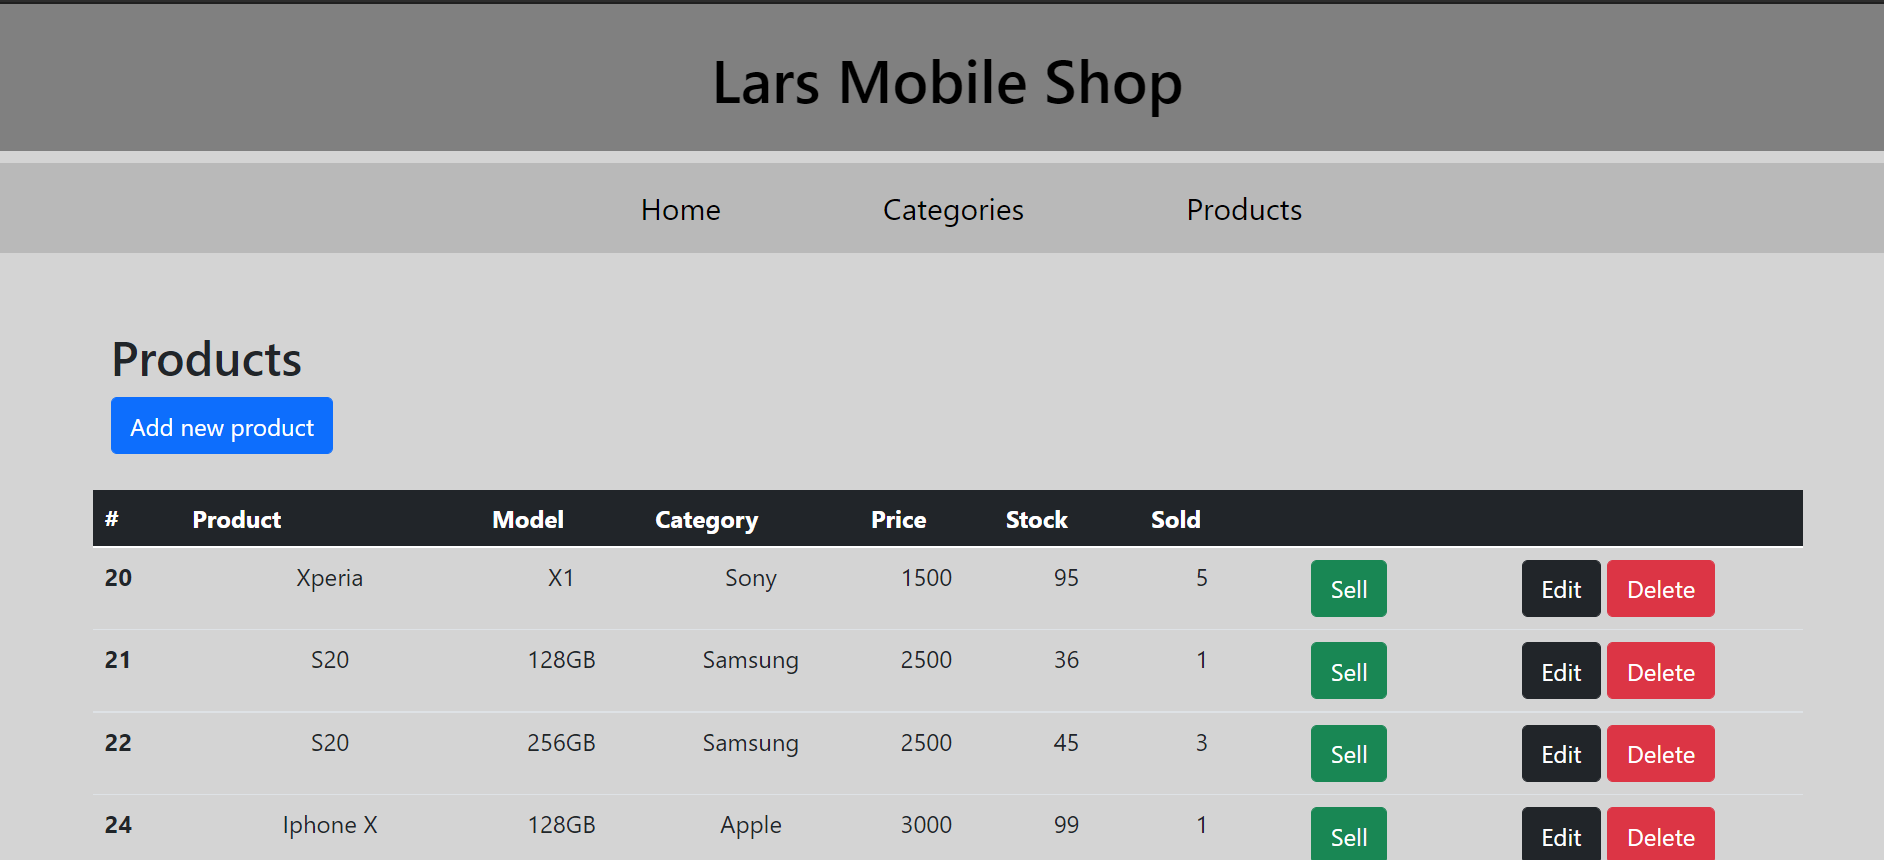 Lars Mobile Shop
Home Categories Products
Products
Add new product
# Product Model Category Price Stock Sold
20 Xperia X1 Sony 1500 95 5 Sell Edit Delete
21 S20 128GB Samsung 2500 36 1 Sell Edit Delete
22 S20 256GB Samsung 2500 45 3 Sell Edit Delete
24 Iphone X 128GB Apple 3000 99 1 Sell Edit Delete